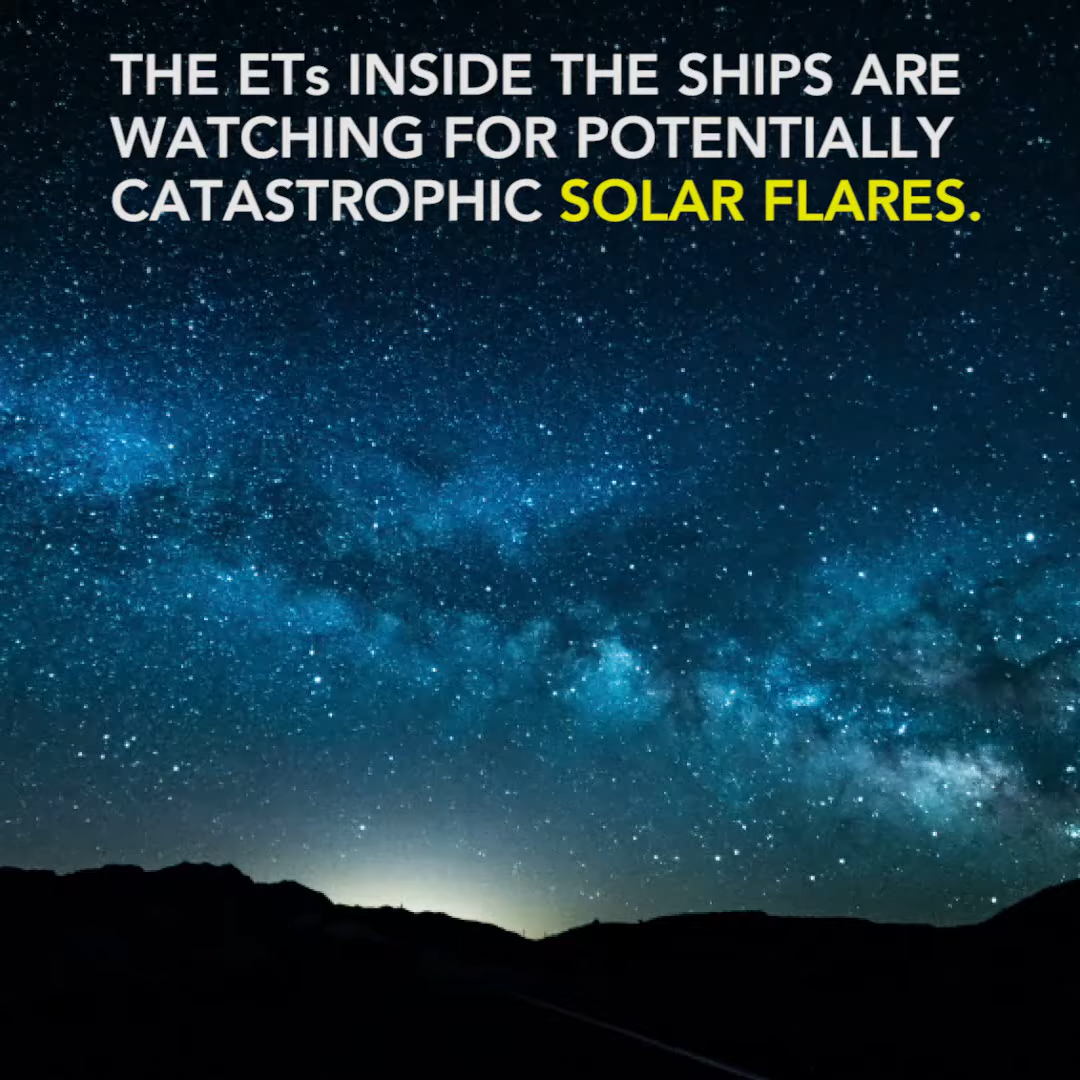 THE ETs INSIDE THE SHIPS ARE
WATCHING FOR POTENTIALLY
CATASTROPHIC SOLAR FLARES.